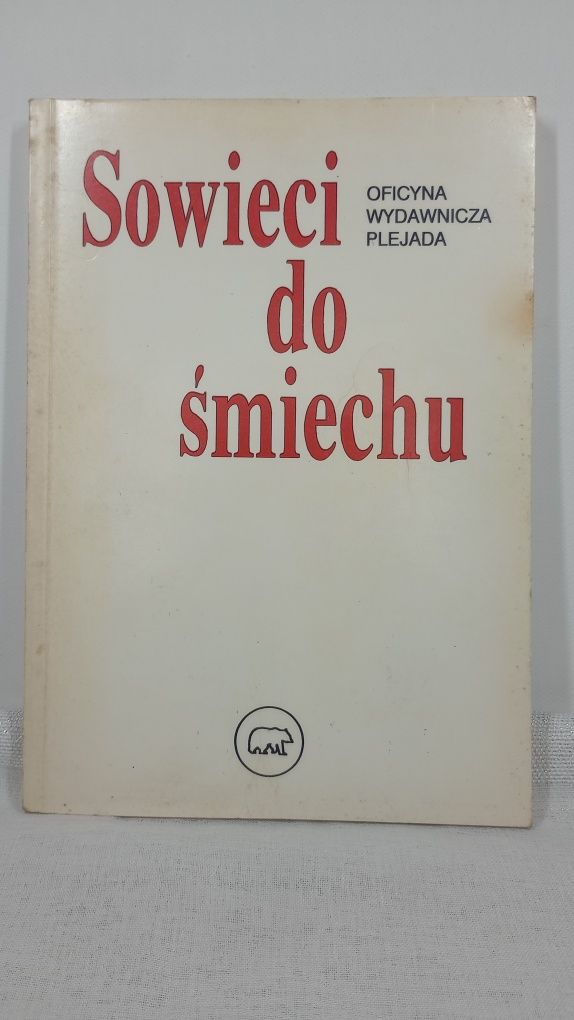 Sowieci
do
śmiechu
OFICYNA
WYDAWNICZA
PLEJADA